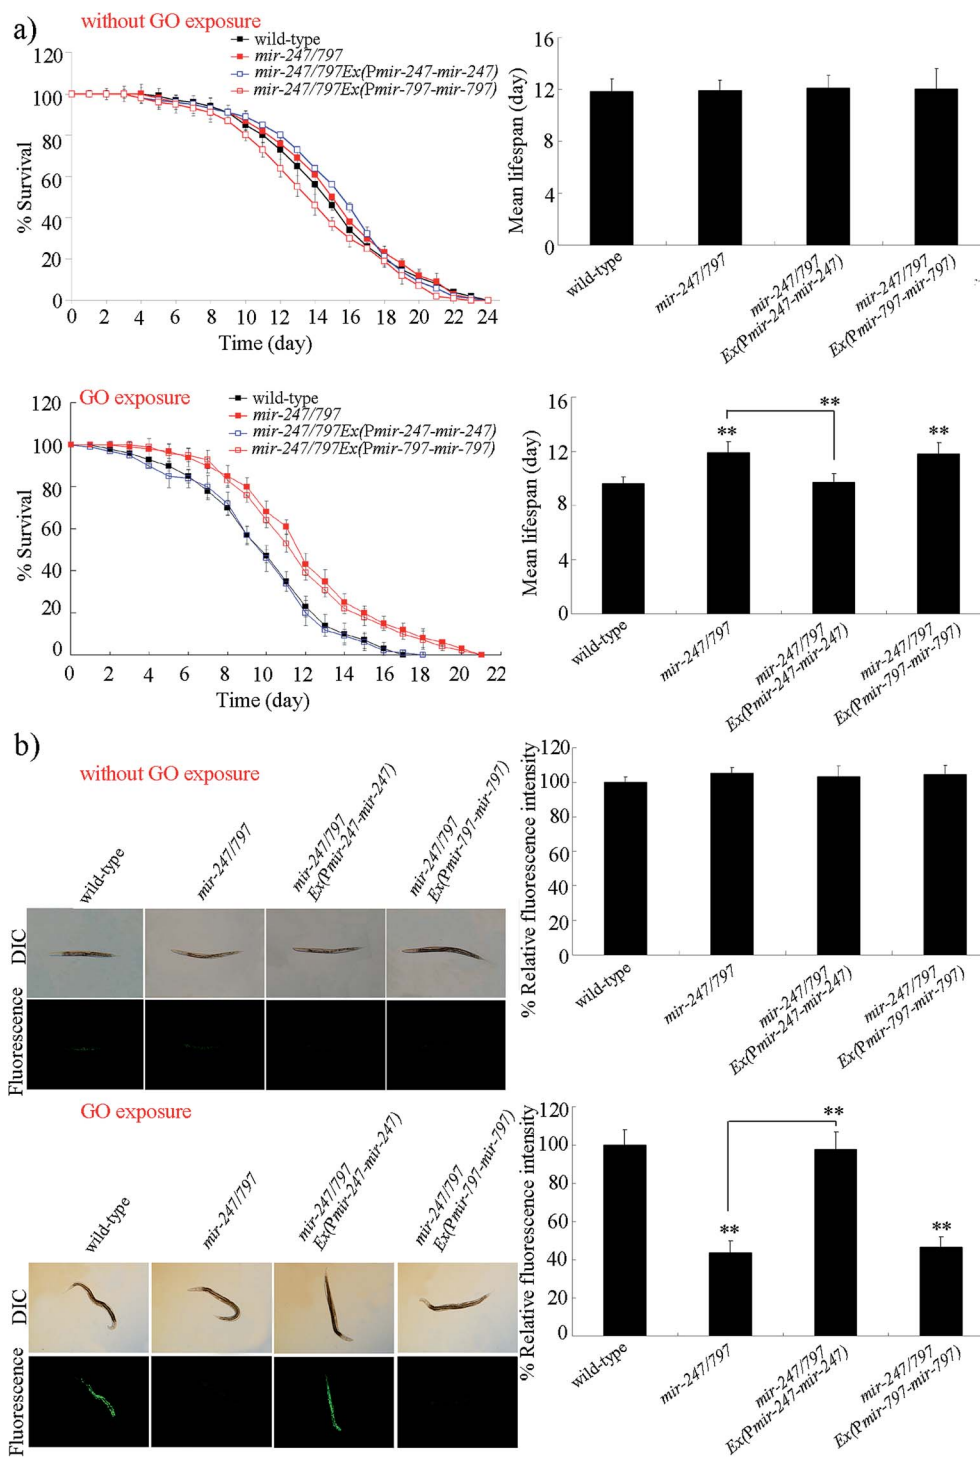 a)
without GO exposure
wild-type
mir-247/797
mir-247/797Ex(Pmir-247-mir-247)
mir-247/797Ex(Pmir-797-mir-797)
% Survival
120
100
80
60
40
20
0
0 2 4 6 8 10 12 14 16 18 20 22 24
Time (day)
Mean lifespan (day)
16
12
8
4
0
wild-type
mir-247/797
mir-247/797
Ex(Pmir-247-mir-247)
mir-247/797
Ex(Pmir-797-mir-797)
GO exposure
wild-type
mir-247/797
mir-247/797Ex(Pmir-247-mir-247)
mir-247/797Ex(Pmir-797-mir-797)
% Survival
120
100
80
60
40
20
0
0 2 4 6 8 10 12 14 16 18 20 22
Time (day)
Mean lifespan (day)
16
12
8
4
0
**
**
**
wild-type
mir-247/797
mir-247/797
Ex(Pmir-247-mir-247)
mir-247/797
Ex(Pmir-797-mir-797)
b)
without GO exposure
wild-type
mir-247/797
mir-247/797
Ex(Pmir-247-mir-247)
mir-247/797
Ex(Pmir-797-mir-797)
DIC
Fluorescence
% Relative fluorescence intensity
120
100
80
60
40
20
0
wild-type
mir-247/797
mir-247/797
Ex(Pmir-247-mir-247)
mir-247/797
Ex(Pmir-797-mir-797)
GO exposure
wild-type
mir-247/797
mir-247/797
Ex(Pmir-247-mir-247)
mir-247/797
Ex(Pmir-797-mir-797)
DIC
Fluorescence
% Relative fluorescence intensity
120
100
80
60
40
20
0
**
**
**
wild-type
mir-247/797
mir-247/797
Ex(Pmir-247-mir-247)
mir-247/797
Ex(Pmir-797-mir-797)